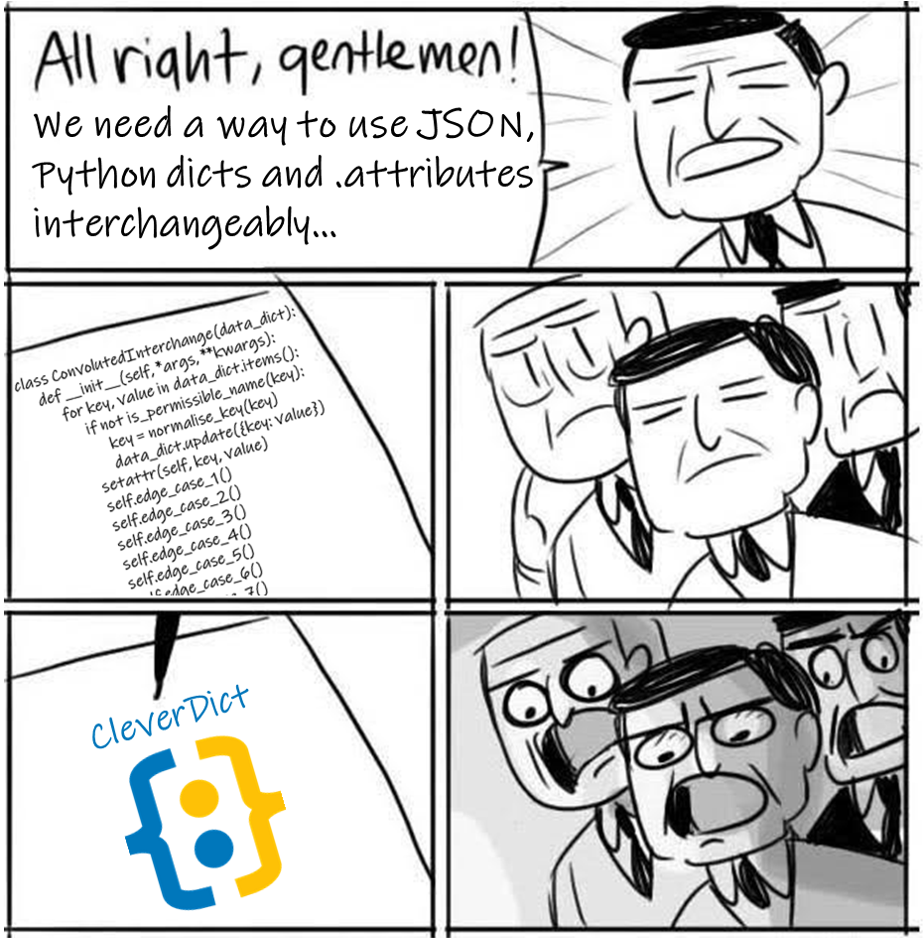 All right, gentlemen!
We need a way to use JSON,
Python dicts and .attributes
interchangeably...
class ConvolutedInterchange(data_dict):
def __init__(self,*args,**kwargs):
for key, value in data_dict.items():
if not is_permissible_name(key):
key = normalise_key(key)
data_dict.update({key: value})
setattr(self, key, value)
self.edge_case_1()
self.edge_case_2()
self.edge_case_3()
self.edge_case_4()
self.edge_case_5()
self.edge_case_6()
CleverDict